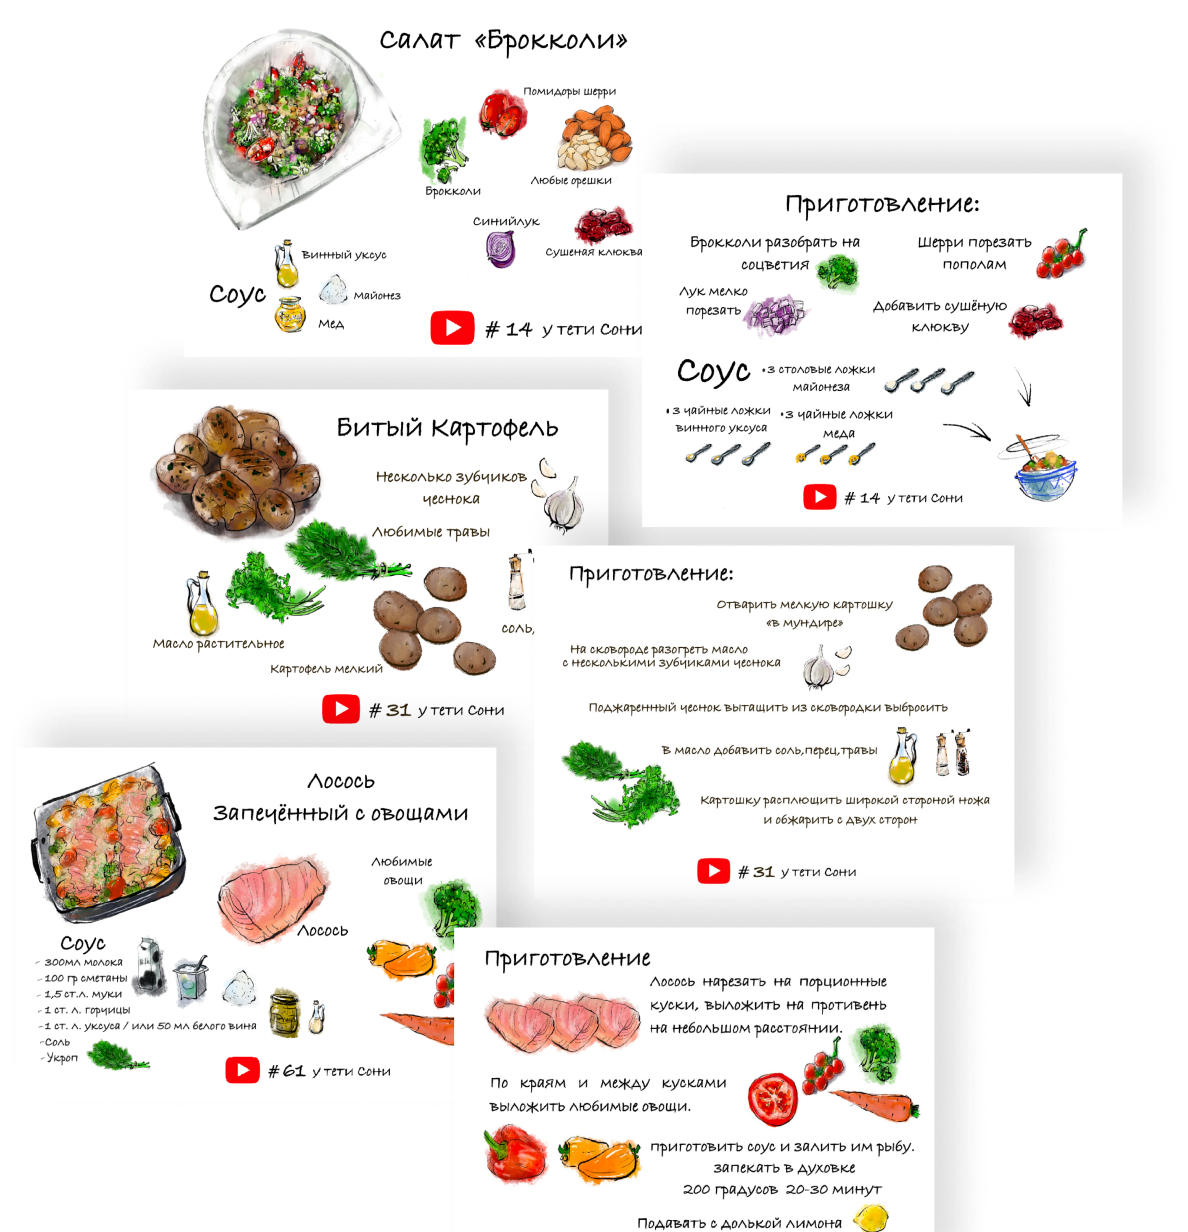 Салат «Брокколи»
Помидоры шерри
Брокколи
Любые орешки
Синийлук
Сушеная клюква
Соус
Винный уксус
майонез
мед
# 14 у тети Сони
Приготовление:
Брокколи разобрать на
соцветия
Шерри порезать
пополам
Лук мелко
порезать
Добавить сушёную
клюкву
Соус
•3 столовые ложки
майонеза
•3 чайные ложки
винного уксуса
•3 чайные ложки
меда
# 14 у тети Сони
Битый Картофель
Несколько зубчиков
чеснока
Любимые травы
соль,
Масло растительное
Картофель мелкий
# 31 у тети Сони
Приготовление:
Отварить мелкую картошку
«в мундире»
На сковороде разогреть масло
с несколькими зубчиками чеснока
Поджаренный чеснок вытащить из сковородки выбросить
В масло добавить соль,перец,травы
Картошку расплющить широкой стороной ножа
и обжарить с двух сторон
# 31 у тети Сони
Лосось
Запечённый с овощами
Любимые
овощи
Лосось
Соус
- 300мл молока
-100 гр сметаны
- 1,5 ст.л. муки
- 1 ст. л. горчицы
-1 ст. л. уксуса / или 50 мл белого вина
-Соль
-Укроп
# 61 у тети Сони
Приготовление
Лосось нарезать на порционные
куски, выложить на противень
на небольшом расстоянии.
По краям и между кусками
выложить любимые овощи.
приготовить соус и залить им рыбу.
запекать в духовке
200 градусов 20-30 минут
Подавать с долькой лимона